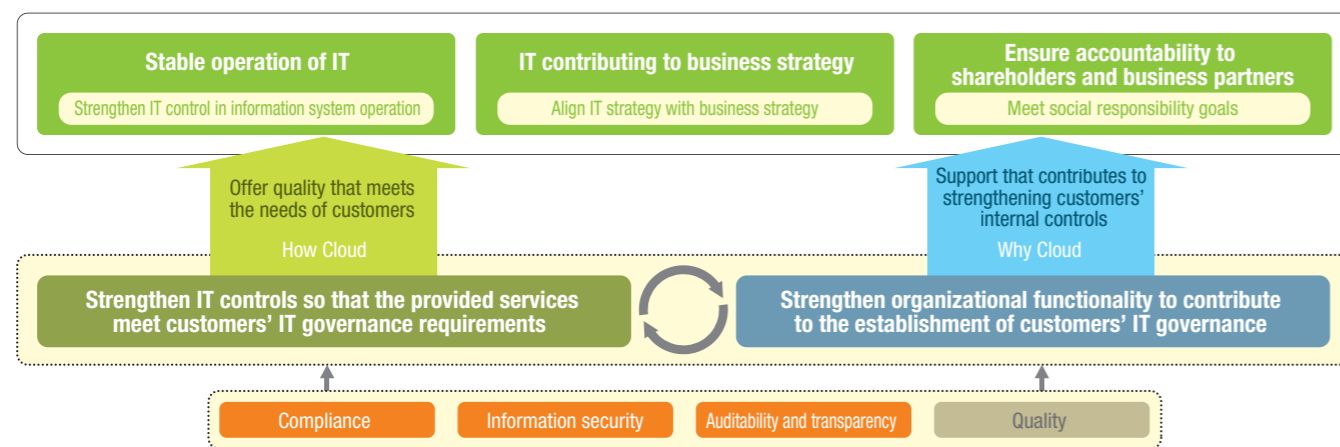 Stable operation of IT
Strengthen IT control in information system operation
IT contributing to business strategy
Align IT strategy with business strategy
Ensure accountability to
shareholders and business partners
Meet social responsibility goals
Offer quality that meets
the needs of customers
How Cloud
Support that contributes to
strengthening customers'
internal controls
Why Cloud
Strengthen IT controls so that the provided services
meet customers' IT governance requirements
Strengthen organizational functionality to contribute
to the establishment of customers' IT governance
Compliance
Information security
Auditability and transparency
Quality